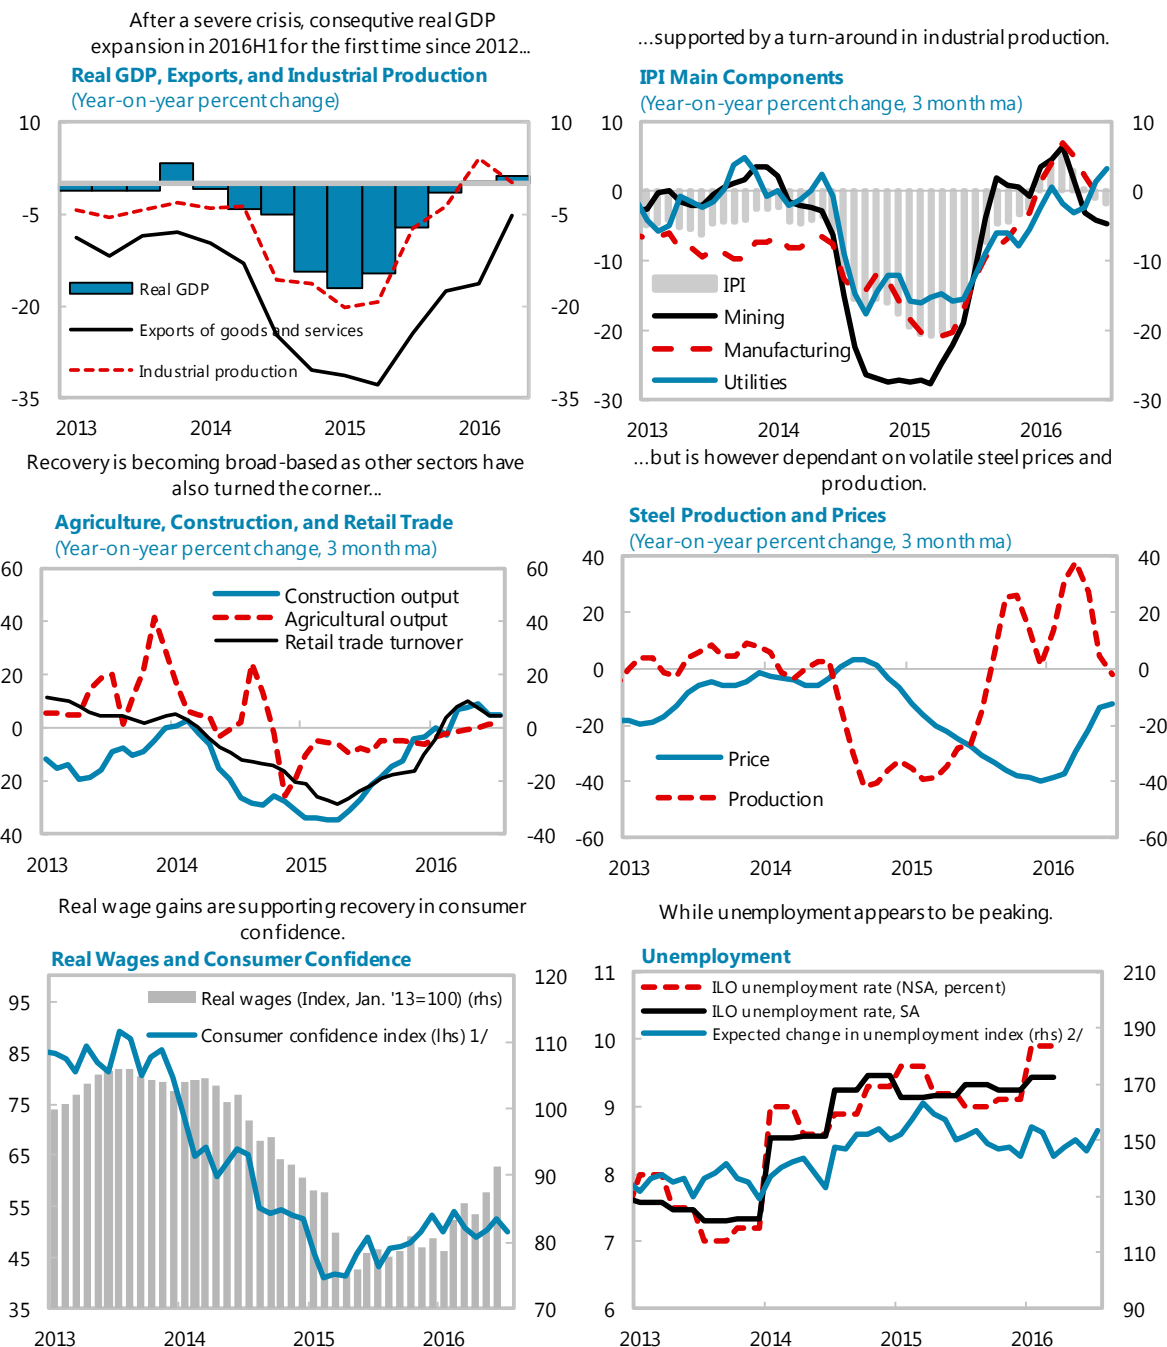 After a severe crisis, consequtive real GDP
expansion in 2016H1 for the first time since 2012...
Real GDP, Exports, and Industrial Production
(Year-on-year percent change)
10
10
-5
-5
-20
-20
-35
-35
Real GDP
Exports of goods and services
Industrial production
2013
2014
2015
2016
...supported by a turn-around in industrial production.
IPI Main Components
(Year-on-year percent change, 3 month ma)
10
10
0
0
-10
-10
-20
-20
-30
-30
IPI
Mining
Manufacturing
Utilities
2013
2014
2015
2016
Recovery is becoming broad-based as other sectors have
also turned the corner...
Agriculture, Construction, and Retail Trade
(Year-on-year percent change, 3 month ma)
60
60
40
40
20
20
0
0
20
-20
40
-40
Construction output
Agricultural output
Retail trade turnover
2013
2014
2015
2016
...but is however dependant on volatile steel prices and
production.
Steel Production and Prices
(Year-on-year percent change, 3 month ma)
40
40
20
20
0
0
-20
-20
-40
-40
-60
-60
Price
Production
2013
2014
2015
2016
Real wage gains are supporting recovery in consumer
confidence.
Real Wages and Consumer Confidence
95
85
75
65
55
45
35
120
110
100
90
80
70
Real wages (Index, Jan. '13=100) (rhs)
Consumer confidence index (lhs) 1/
2013
2014
2015
2016
While unemployment appears to be peaking.
Unemployment
11
10
9
8
7
6
210
190
170
150
130
110
90
ILO unemployment rate (NSA, percent)
ILO unemployment rate, SA
Expected change in unemployment index (rhs) 2/
2013
2014
2015
2016